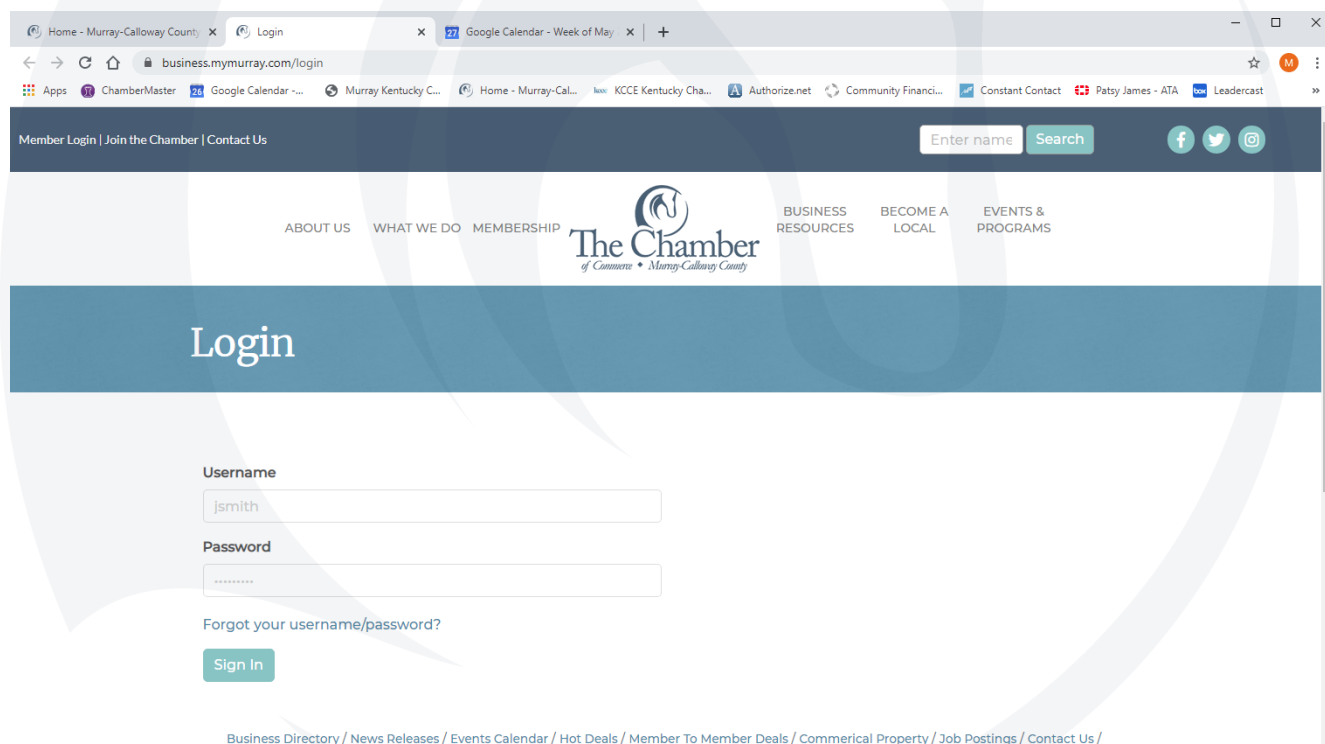 Home - Murray-Calloway County
Login
27 Google Calendar - Week of May
business.mymurray.com/login
M
Apps ChamberMaster 26 Google Calendar -... Murray Kentucky C... Home - Murray-Cal... KCCE Kentucky Cha... A Authorize.net Community Financi... Constant Contact Patsy James - ATA box Leadercast »
Member Login | Join the Chamber | Contact Us
Enter name Search
ABOUT US WHAT WE DO MEMBERSHIP
The Chamber
of Commerce ♦ Murray-Calloway County
BUSINESS RESOURCES
BECOME A LOCAL
EVENTS & PROGRAMS
Login
Username
jsmith
Password
•••••••••
Forgot your username/password?
Sign In
Business Directory / News Releases / Events Calendar / Hot Deals / Member To Member Deals / Commerical Property / Job Postings / Contact Us /